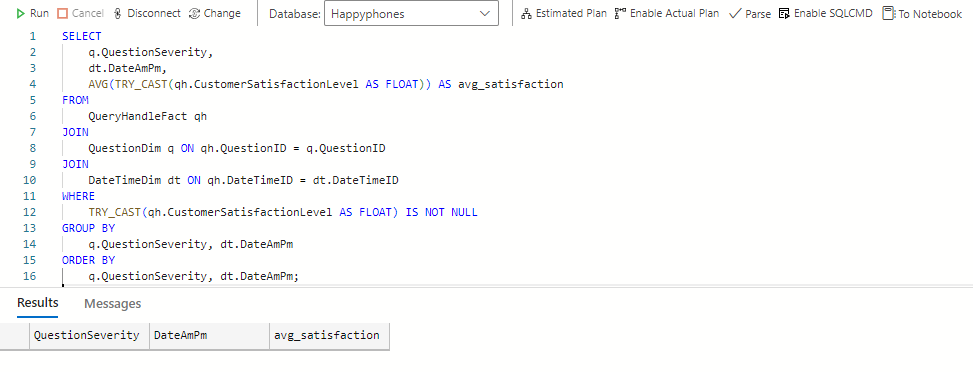 Run Cancel Disconnect Change Database: Happyphones Estimated Plan Enable Actual Plan Parse Enable SQLCMD To Notebook
1 SELECT
2 q.QuestionSeverity,
3 dt.DateAmPm,
4 AVG(TRY_CAST(qh.CustomerSatisfactionLevel AS FLOAT)) AS avg_satisfaction
5 FROM
6 QueryHandleFact qh
7 JOIN
8 QuestionDim q ON qh.QuestionID = q.QuestionID
9 JOIN
10 DateTimeDim dt ON qh.DateTimeID = dt.DateTimeID
11 WHERE
12 TRY_CAST(qh.CustomerSatisfactionLevel AS FLOAT) IS NOT NULL
13 GROUP BY
14 q.QuestionSeverity, dt.DateAmPm
15 ORDER BY
16 q.QuestionSeverity, dt.DateAmPm;
Results Messages
QuestionSeverity DateAmPm avg_satisfaction